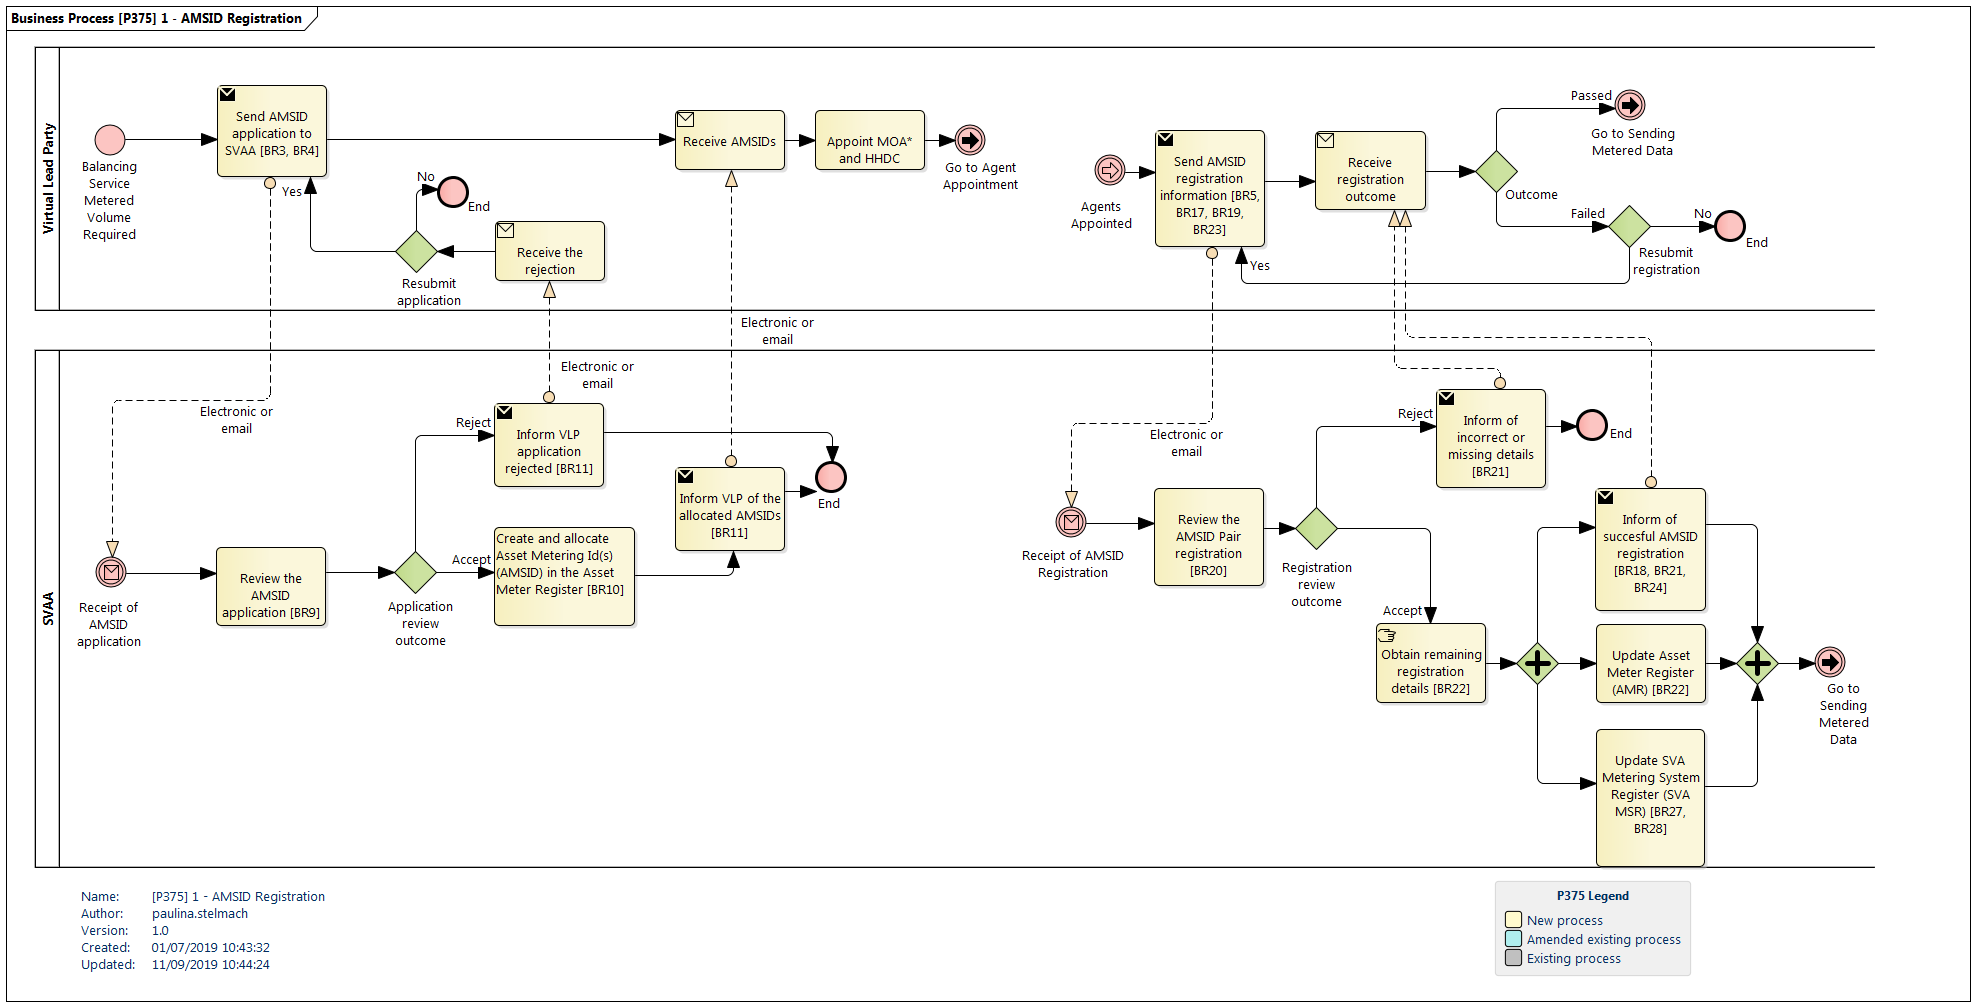 Business Process [P375] 1 - AMSID Registration
Virtual Lead Party
Balancing
Service
Metered
Volume
Required
Send AMSID
application to
SVAA [BR3, BR4]
Yes
No
End
Resubmit
application
Receive the
rejection
Receive AMSIDs
Appoint MOA*
and HHDC
Go to Agent
Appointment
Agents
Appointed
Send AMSID
registration
information [BR5,
BR17, BR19,
BR23]
Yes
Receive
registration
outcome
Outcome
Passed
Go to Sending
Metered Data
Failed
Resubmit
registration
No
End
Electronic or
email
Electronic or
email
Electronic or
email
Electronic or
email
SVAA
Receipt of
AMSID
application
Review the
AMSID
application [BR9]
Application
review
outcome
Reject
Inform VLP
application
rejected [BR11]
Accept
Create and allocate
Asset Metering Id(s)
(AMSID) in the Asset
Meter Register [BR10]
Inform VLP of the
allocated AMSIDs
[BR11]
End
Receipt of AMSID
Registration
Review the
AMSID Pair
registration
[BR20]
Registration
review
outcome
Reject
Inform of
incorrect or
missing details
[BR21]
End
Accept
Obtain remaining
registration
details [BR22]
Inform of
succesful AMSID
registration
[BR18, BR21,
BR24]
Update Asset
Meter Register
(AMR) [BR22]
Update SVA
Metering System
Register (SVA
MSR) [BR27,
BR28]
Go to
Sending
Metered
Data
Name: [P375] 1 - AMSID Registration
Author: paulina.stelmach
Version: 1.0
Created: 01/07/2019 10:43:32
Updated: 11/09/2019 10:44:24
P375 Legend
New process
Amended existing process
Existing process